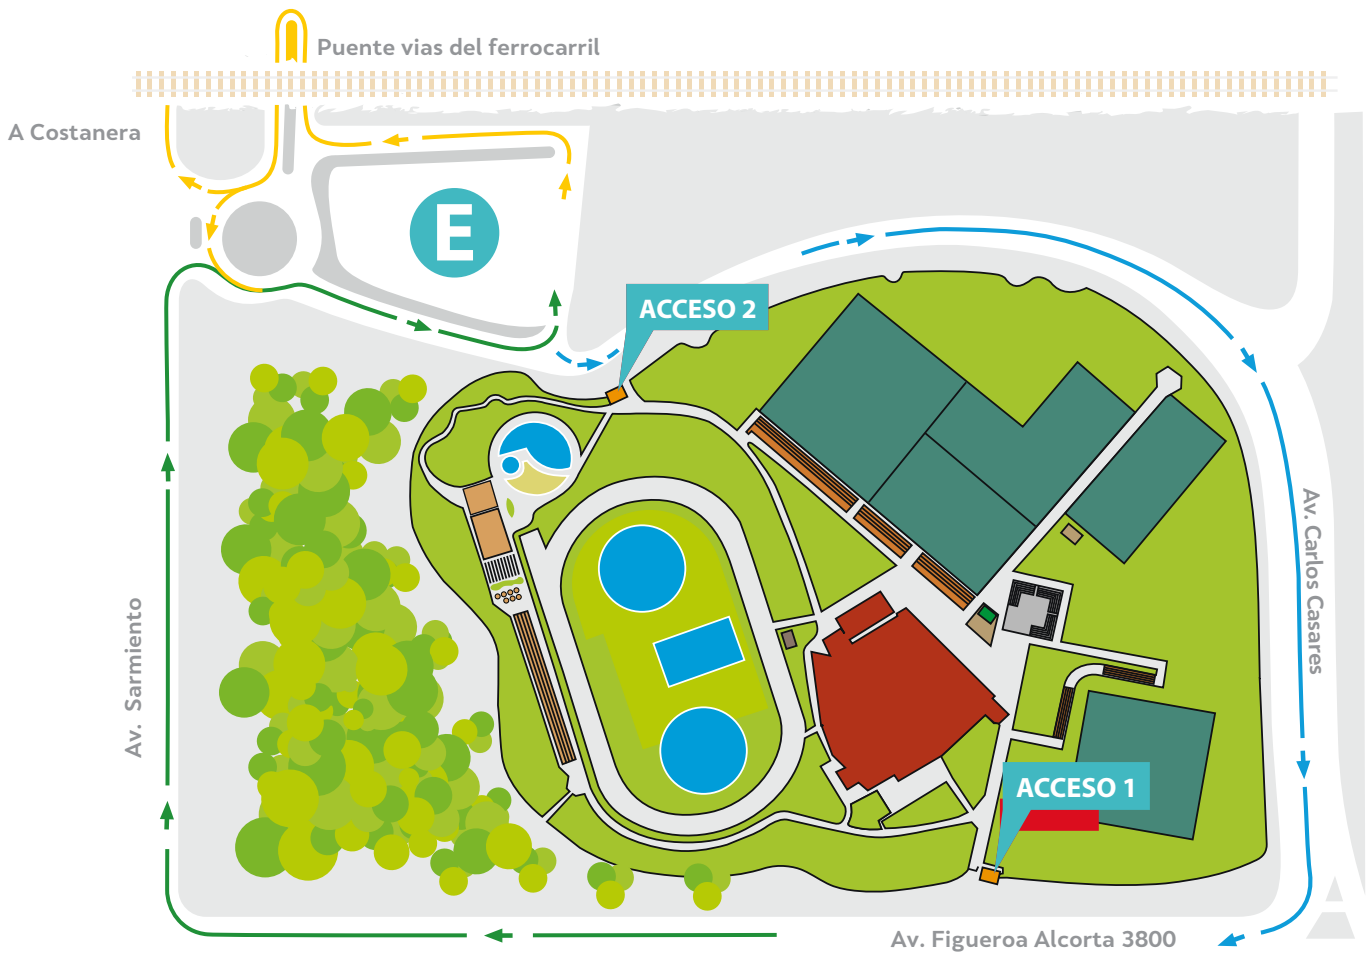 Puente vias del ferrocarril
A Costanera
E
ACCESO 2
Av. Carlos Casares
Av. Sarmiento
ACCESO 1
Av. Figueroa Alcorta 3800